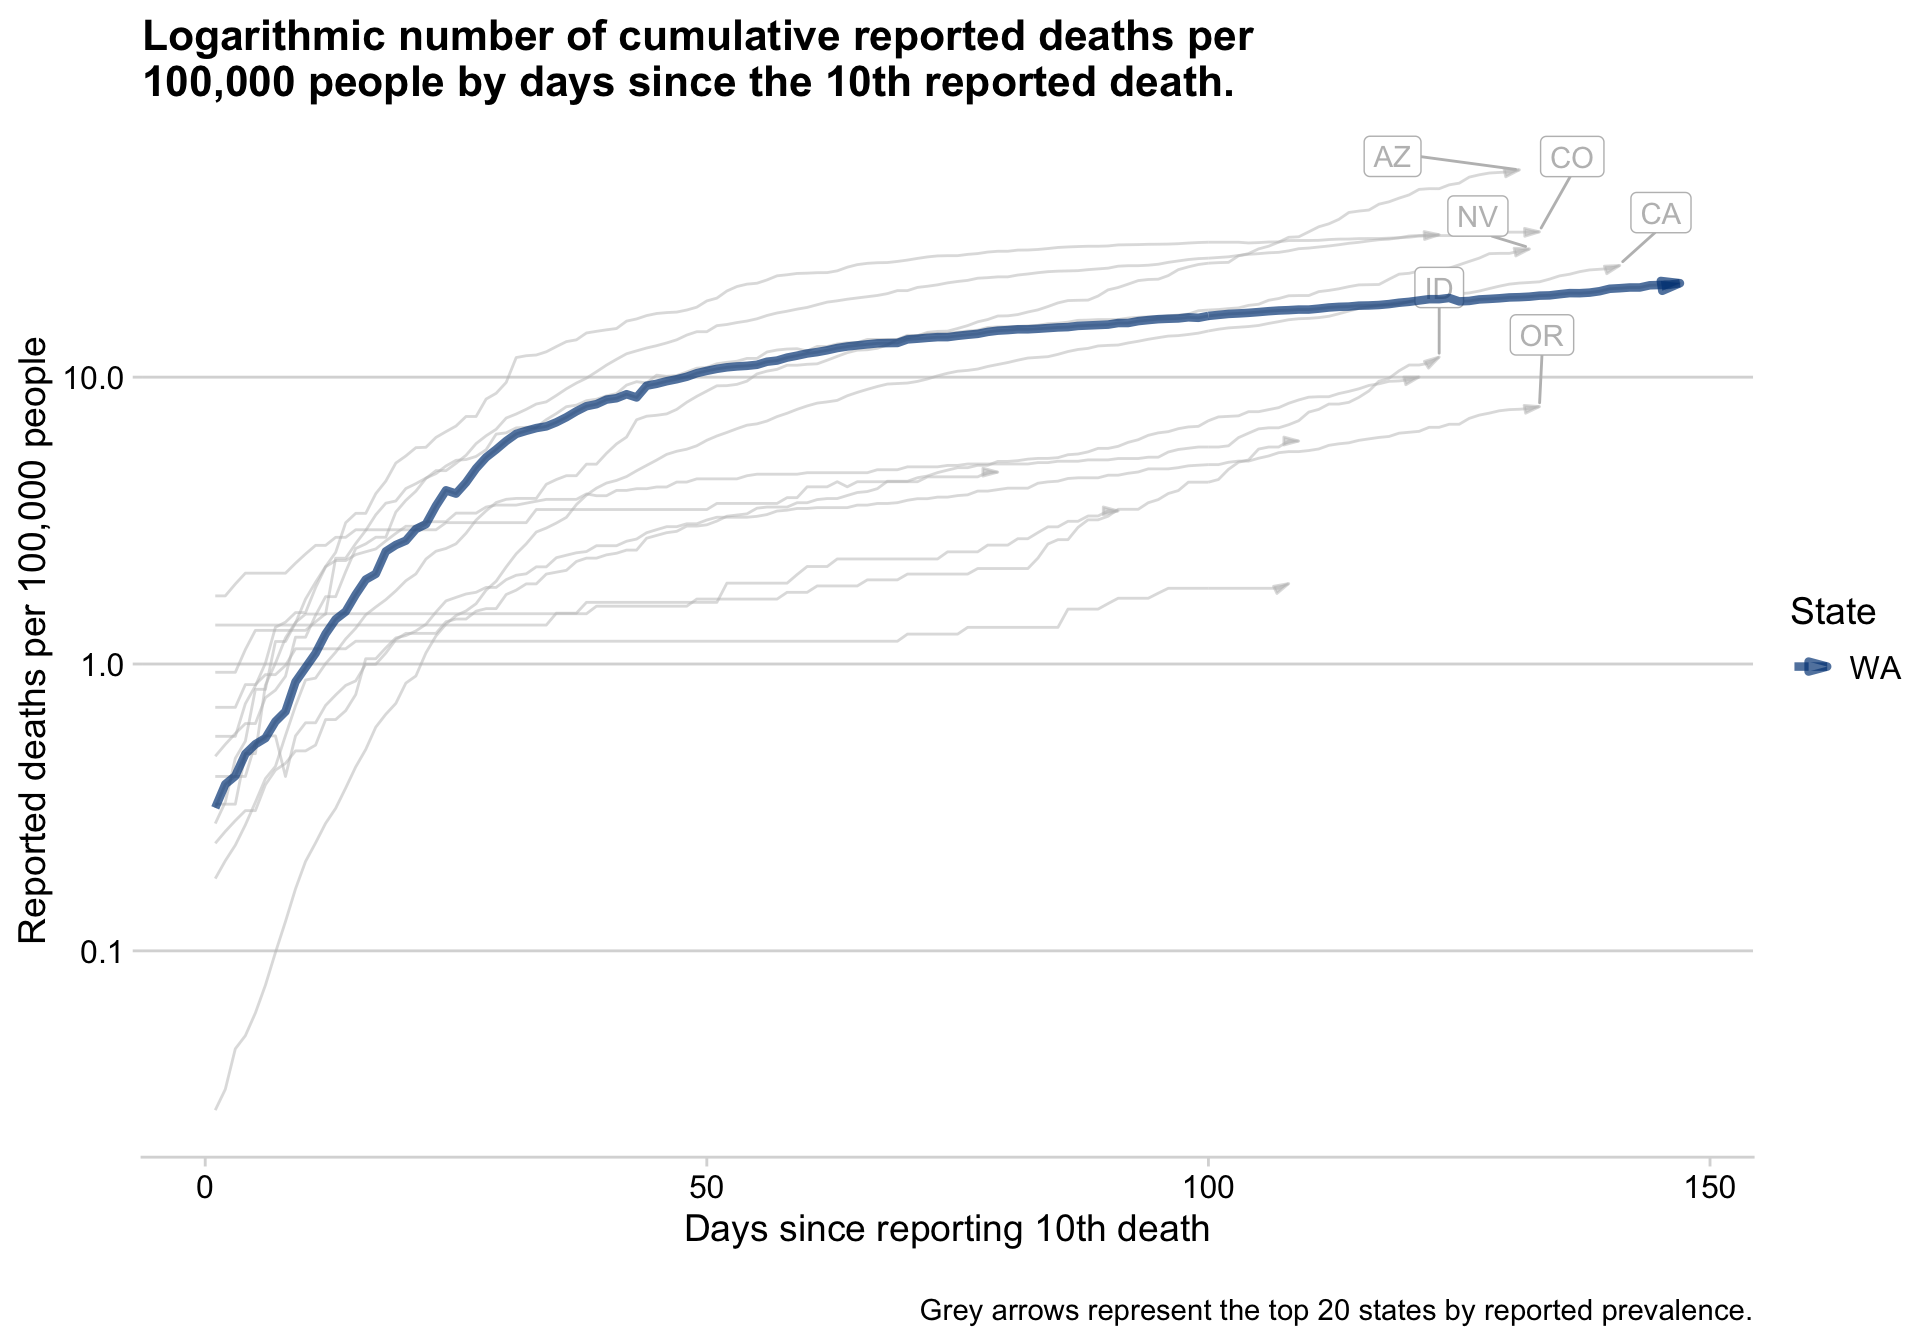 Logarithmic number of cumulative reported deaths per
100,000 people by days since the 10th reported death.
AZ
CO
NV
CA
ID
OR
10.0
1.0
0.1
Reported deaths per 100,000 people
0
50
100
150
Days since reporting 10th death
State
WA
Grey arrows represent the top 20 states by reported prevalence.